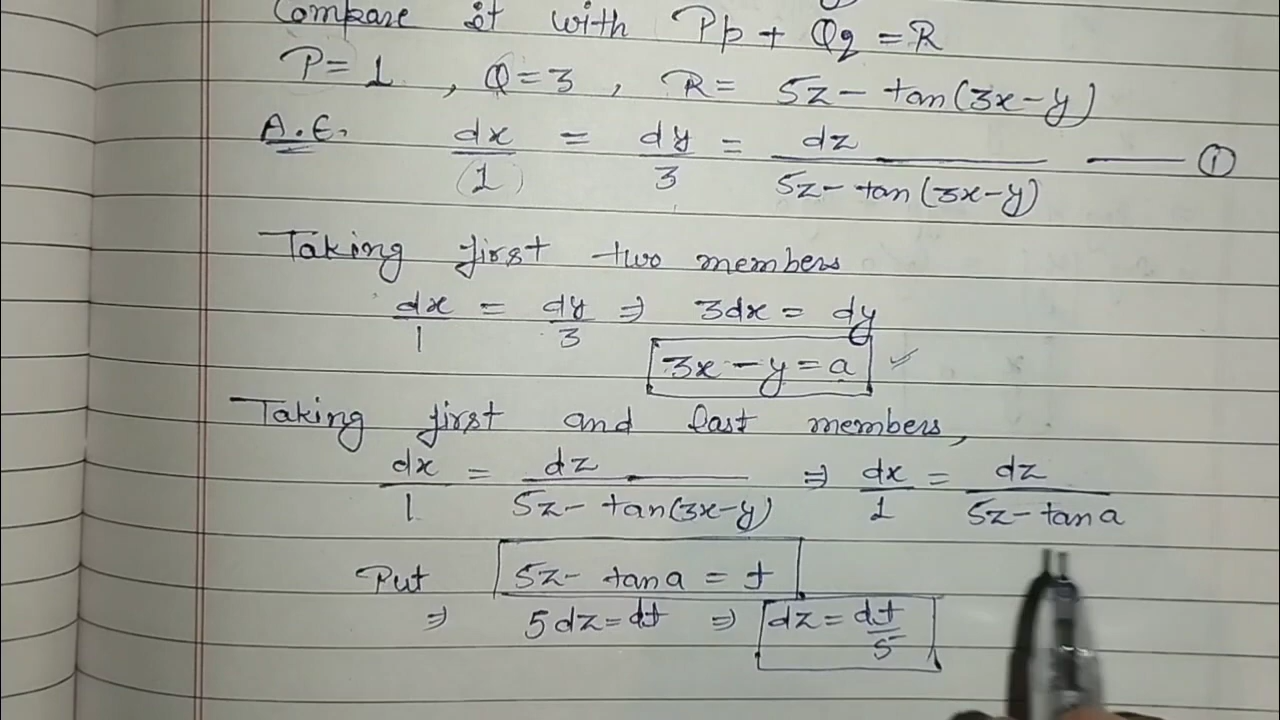 Compare it with Pp + Qq = R
P = 1 , Q = 3 , R = 5z - tan(3x-y)
A.E. dx/(1) = dy/3 = dz/(5z - tan(3x-y)) —— ①
Taking first two members
dx/1 = dy/3 ⇒ 3dx = dy
3x - y = a ✓
Taking first and last members,
dx/1 = dz/(5z - tan(3x-y)) ⇒ dx/1 = dz/(5z - tan a)
Put 5z - tan a = t
⇒ 5dz = dt ⇒ dz = dt/5